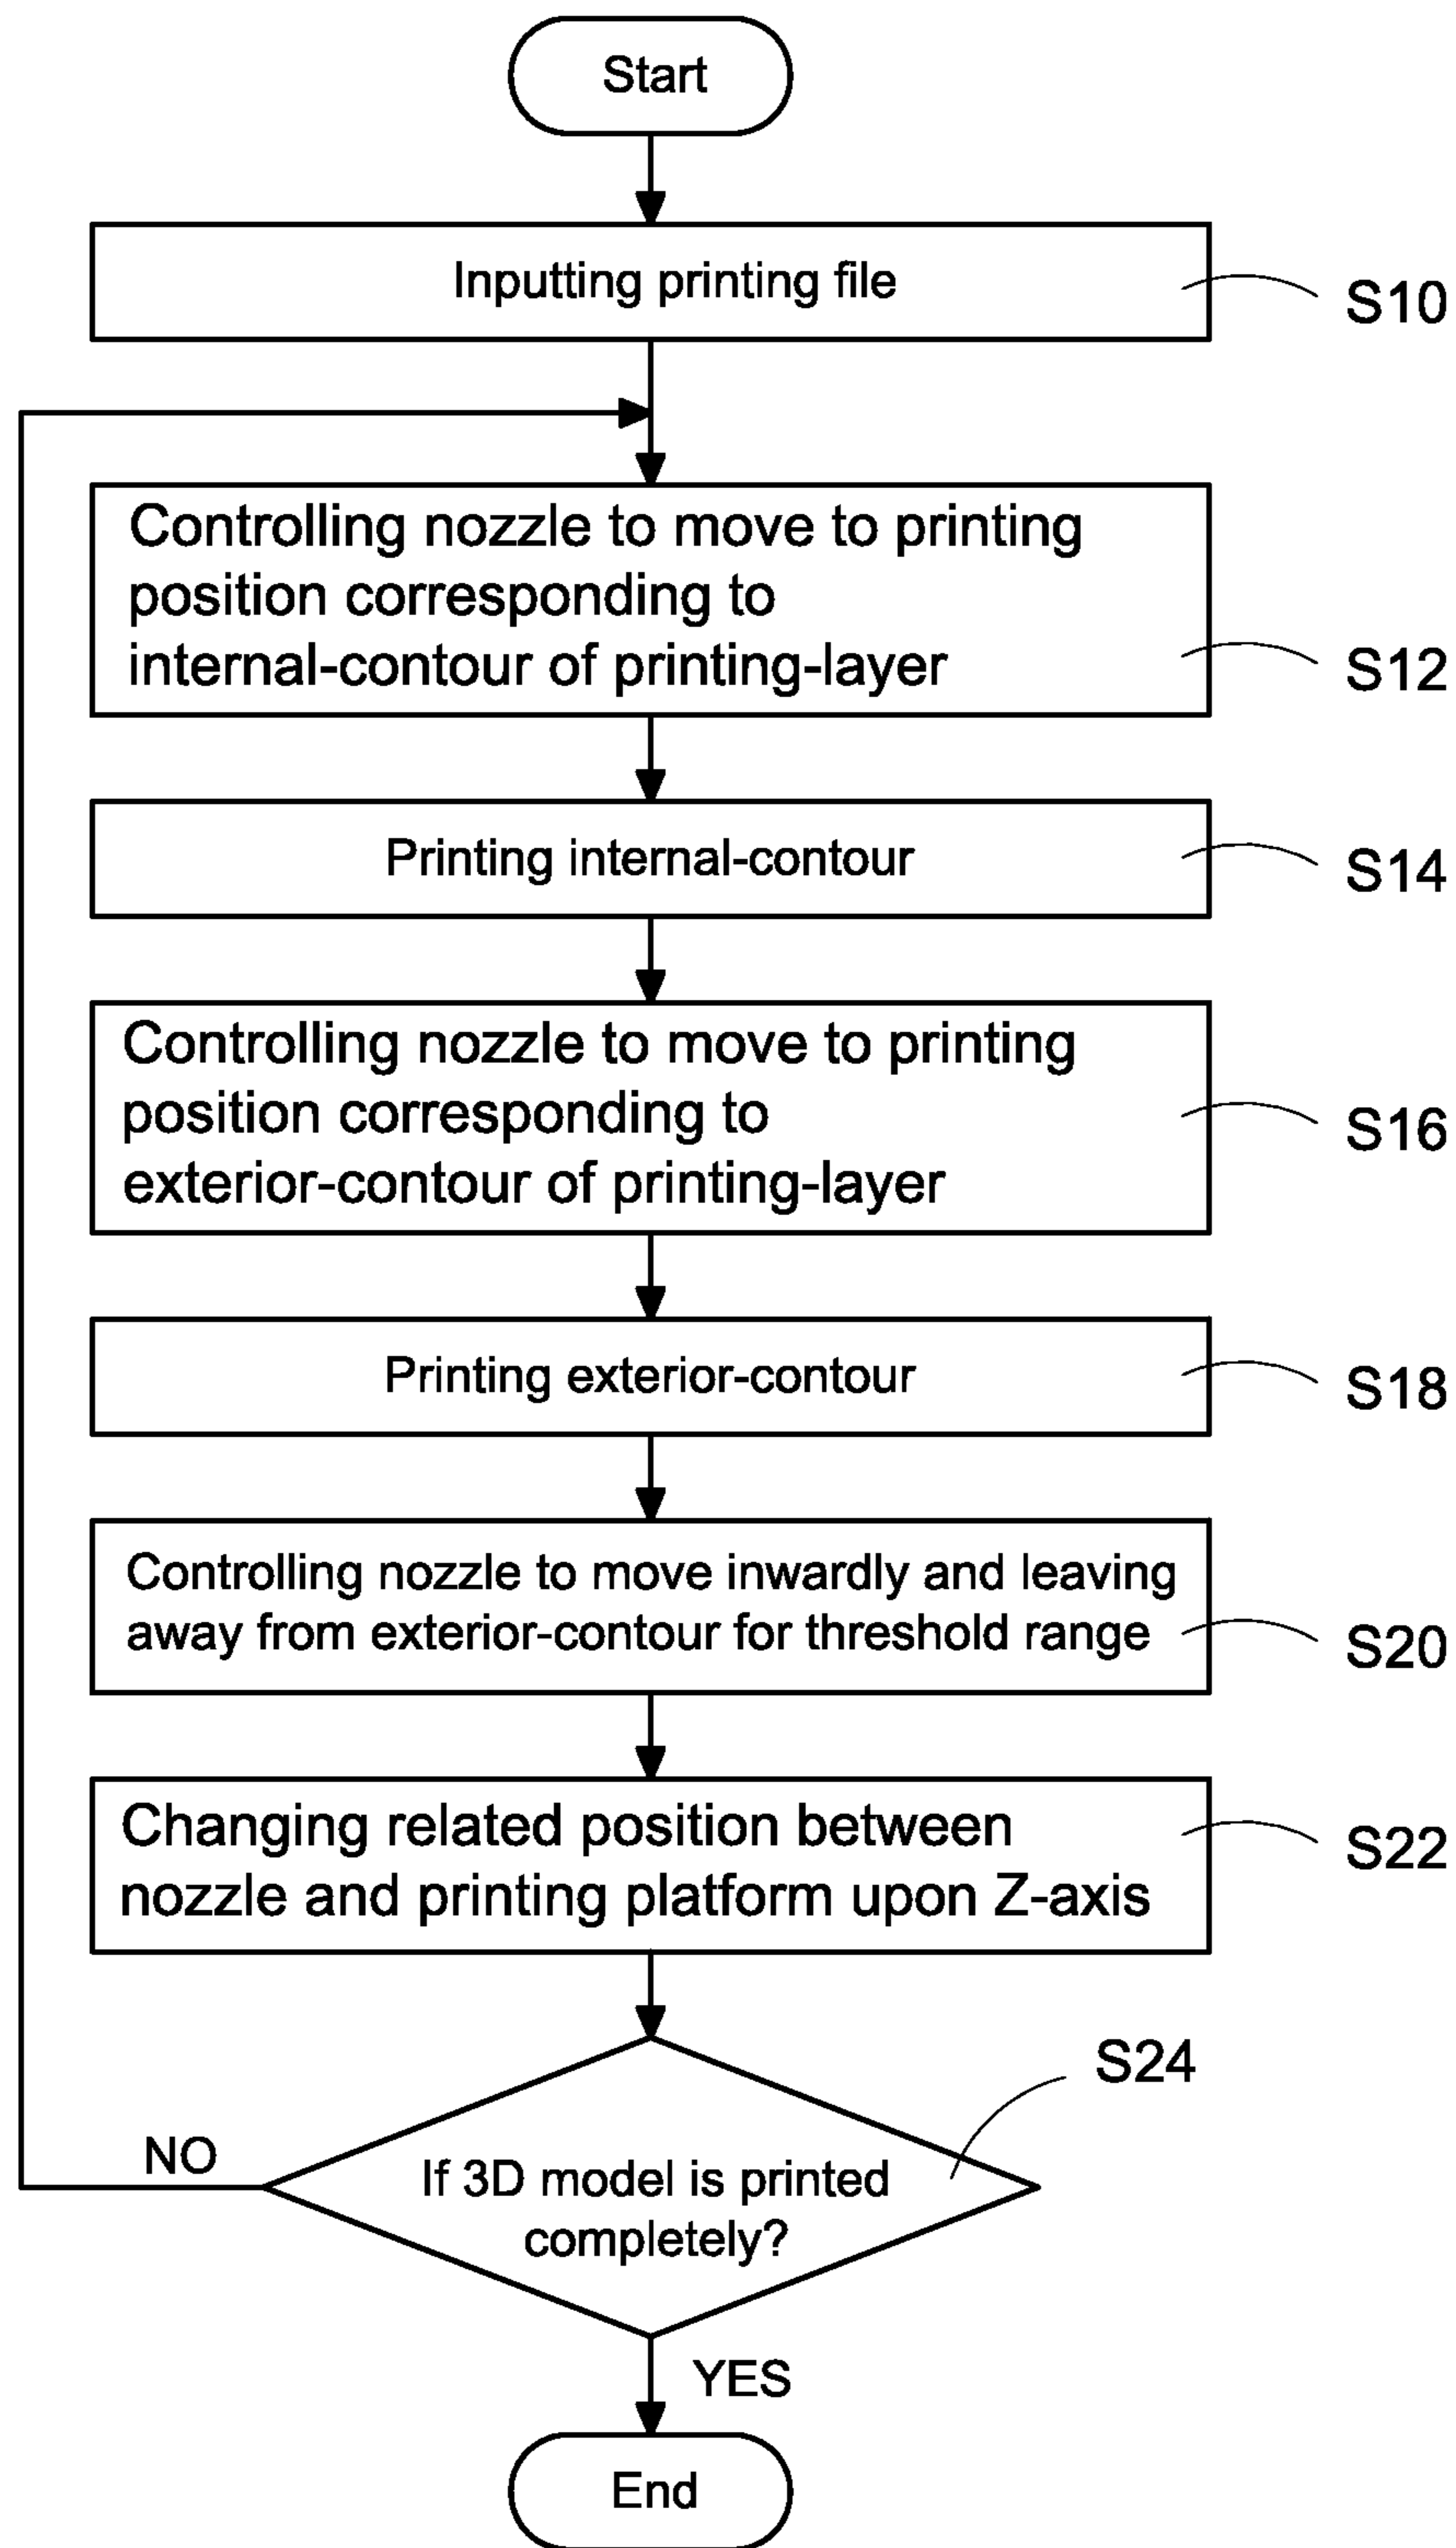 Start
Inputting printing file
S10
Controlling nozzle to move to printing
position corresponding to
internal-contour of printing-layer
S12
Printing internal-contour
S14
Controlling nozzle to move to printing
position corresponding to
exterior-contour of printing-layer
S16
Printing exterior-contour
S18
Controlling nozzle to move inwardly and leaving
away from exterior-contour for threshold range
S20
Changing related position between
nozzle and printing platform upon Z-axis
S22
S24
NO
If 3D model is printed
completely?
YES
End